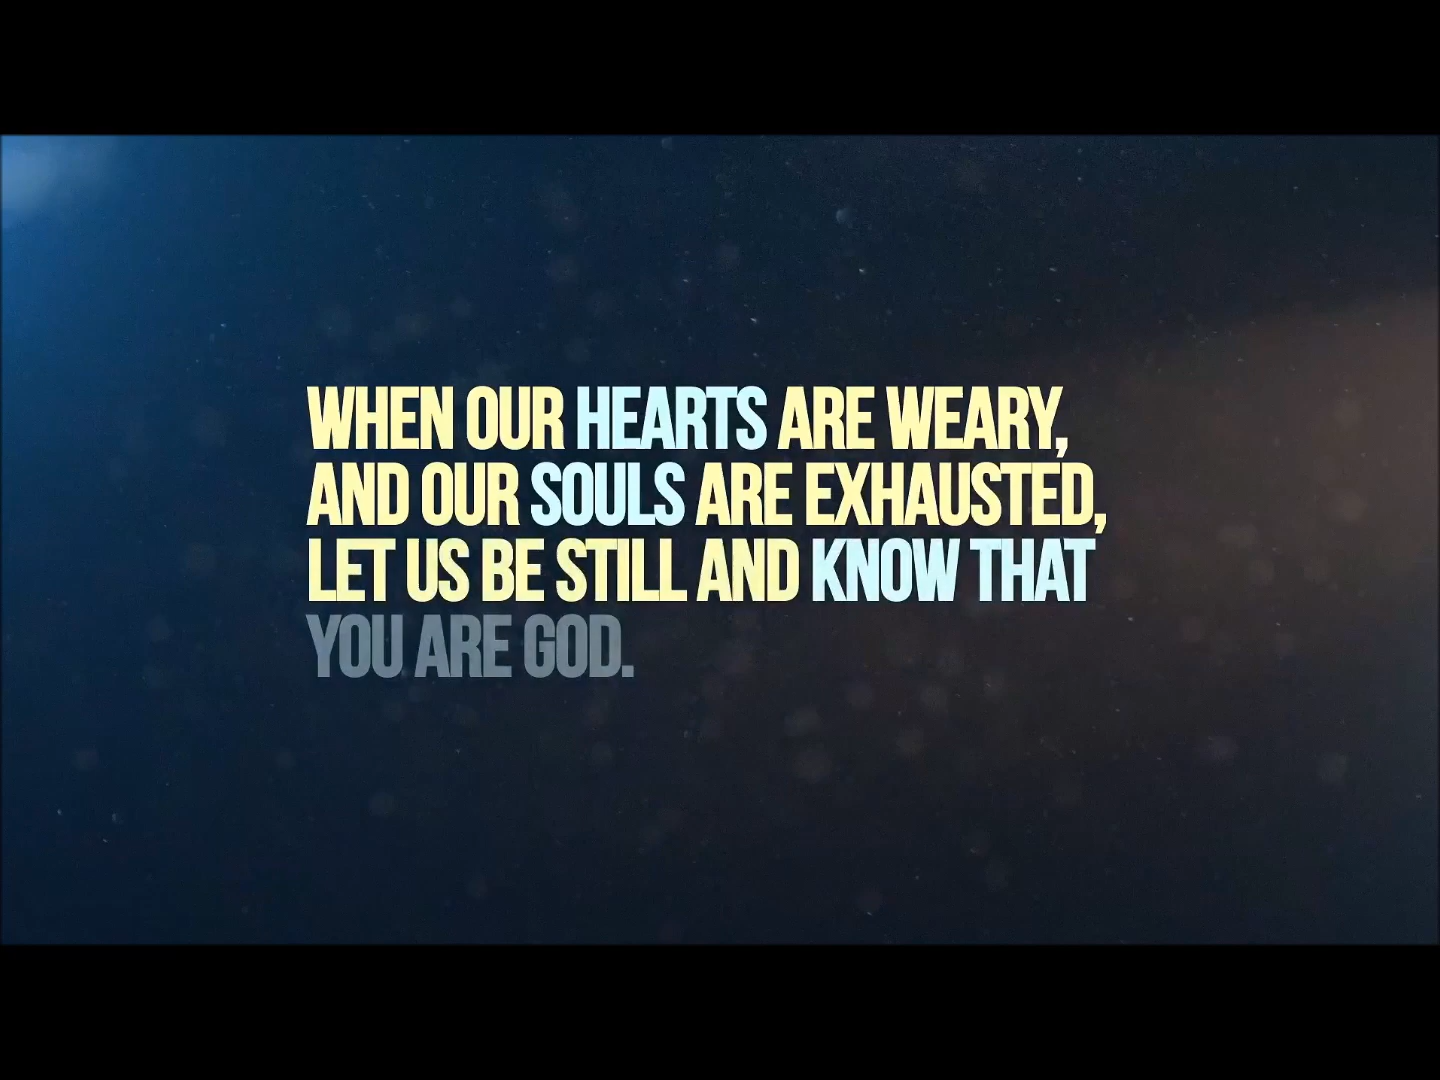 WHEN OUR HEARTS ARE WEARY,
AND OUR SOULS ARE EXHAUSTED,
LET US BE STILL AND KNOW THAT
YOU ARE GOD.